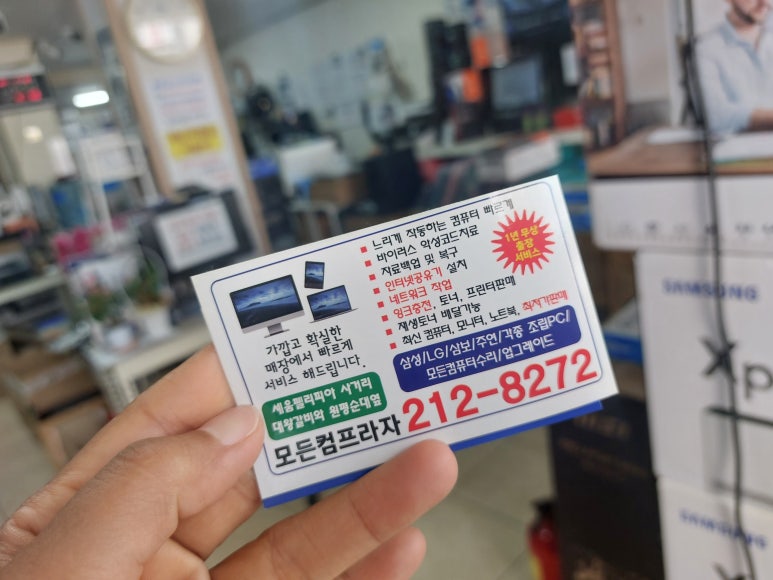 느리게 작동하는 컴퓨터 빠르게
바이러스 악성코드치료
자료백업 및 복구
인터넷공유기 설치
네트워크 작업
잉크충전, 토너, 프린터판매
재생토너 배달가능
최신 컴퓨터, 모니터, 노트북, 최저가판매
1년 무상
출장
서비스
가깝고 확실한
매장에서 빠르게
서비스 해드립니다.
삼성/LG/삼보/주연/각종 조립PC/
모든컴퓨터수리/업그레이드
세움펠리피아 사거리
대왕갈비와 원평순대옆
모든컴프라자
212-8272
SAMSUNG
Xp
SAMSUNG